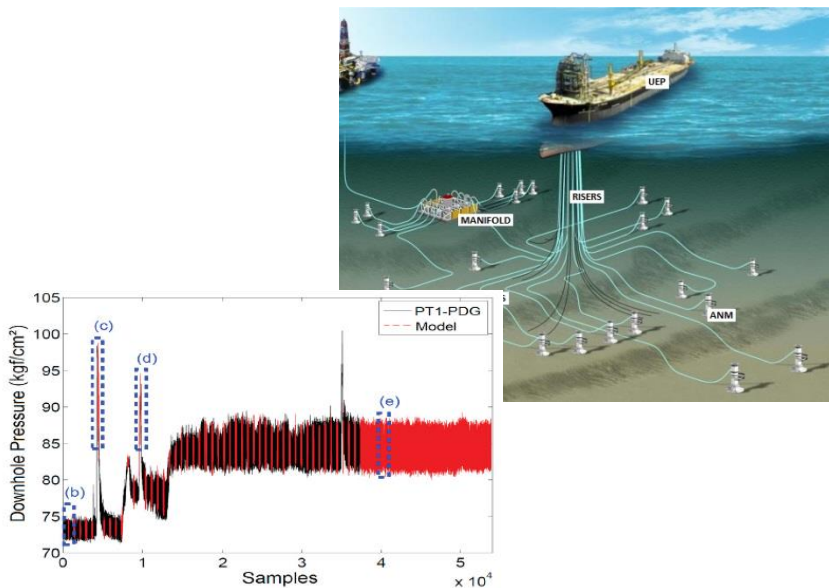 UEP
RISERS
MANIFOLD
ANM
105
100
95
90
85
80
75
70
Downhole Pressure (kgf/cm²)
PT1-PDG
Model
(c)
(d)
(e)
(b)
0
1
2
3
4
5
Samples
× 10⁴